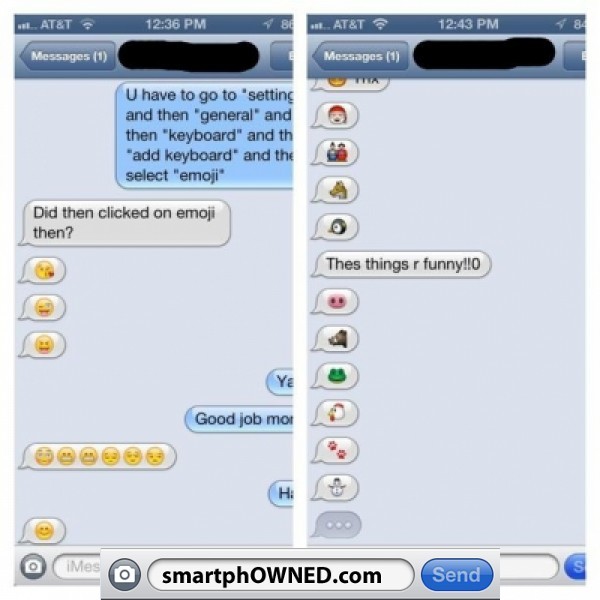 AT&T 12:36 PM 86
Messages (1)
U have to go to "setting
and then "general" and
then "keyboard" and th
"add keyboard" and the
select "emoji"
Did then clicked on emoji
then?
Ya
Good job mor
Ha
iMes
AT&T 12:43 PM 84
Messages (1)
Thx
Thes things r funny!!0
smartphOWNED.com
Send
S